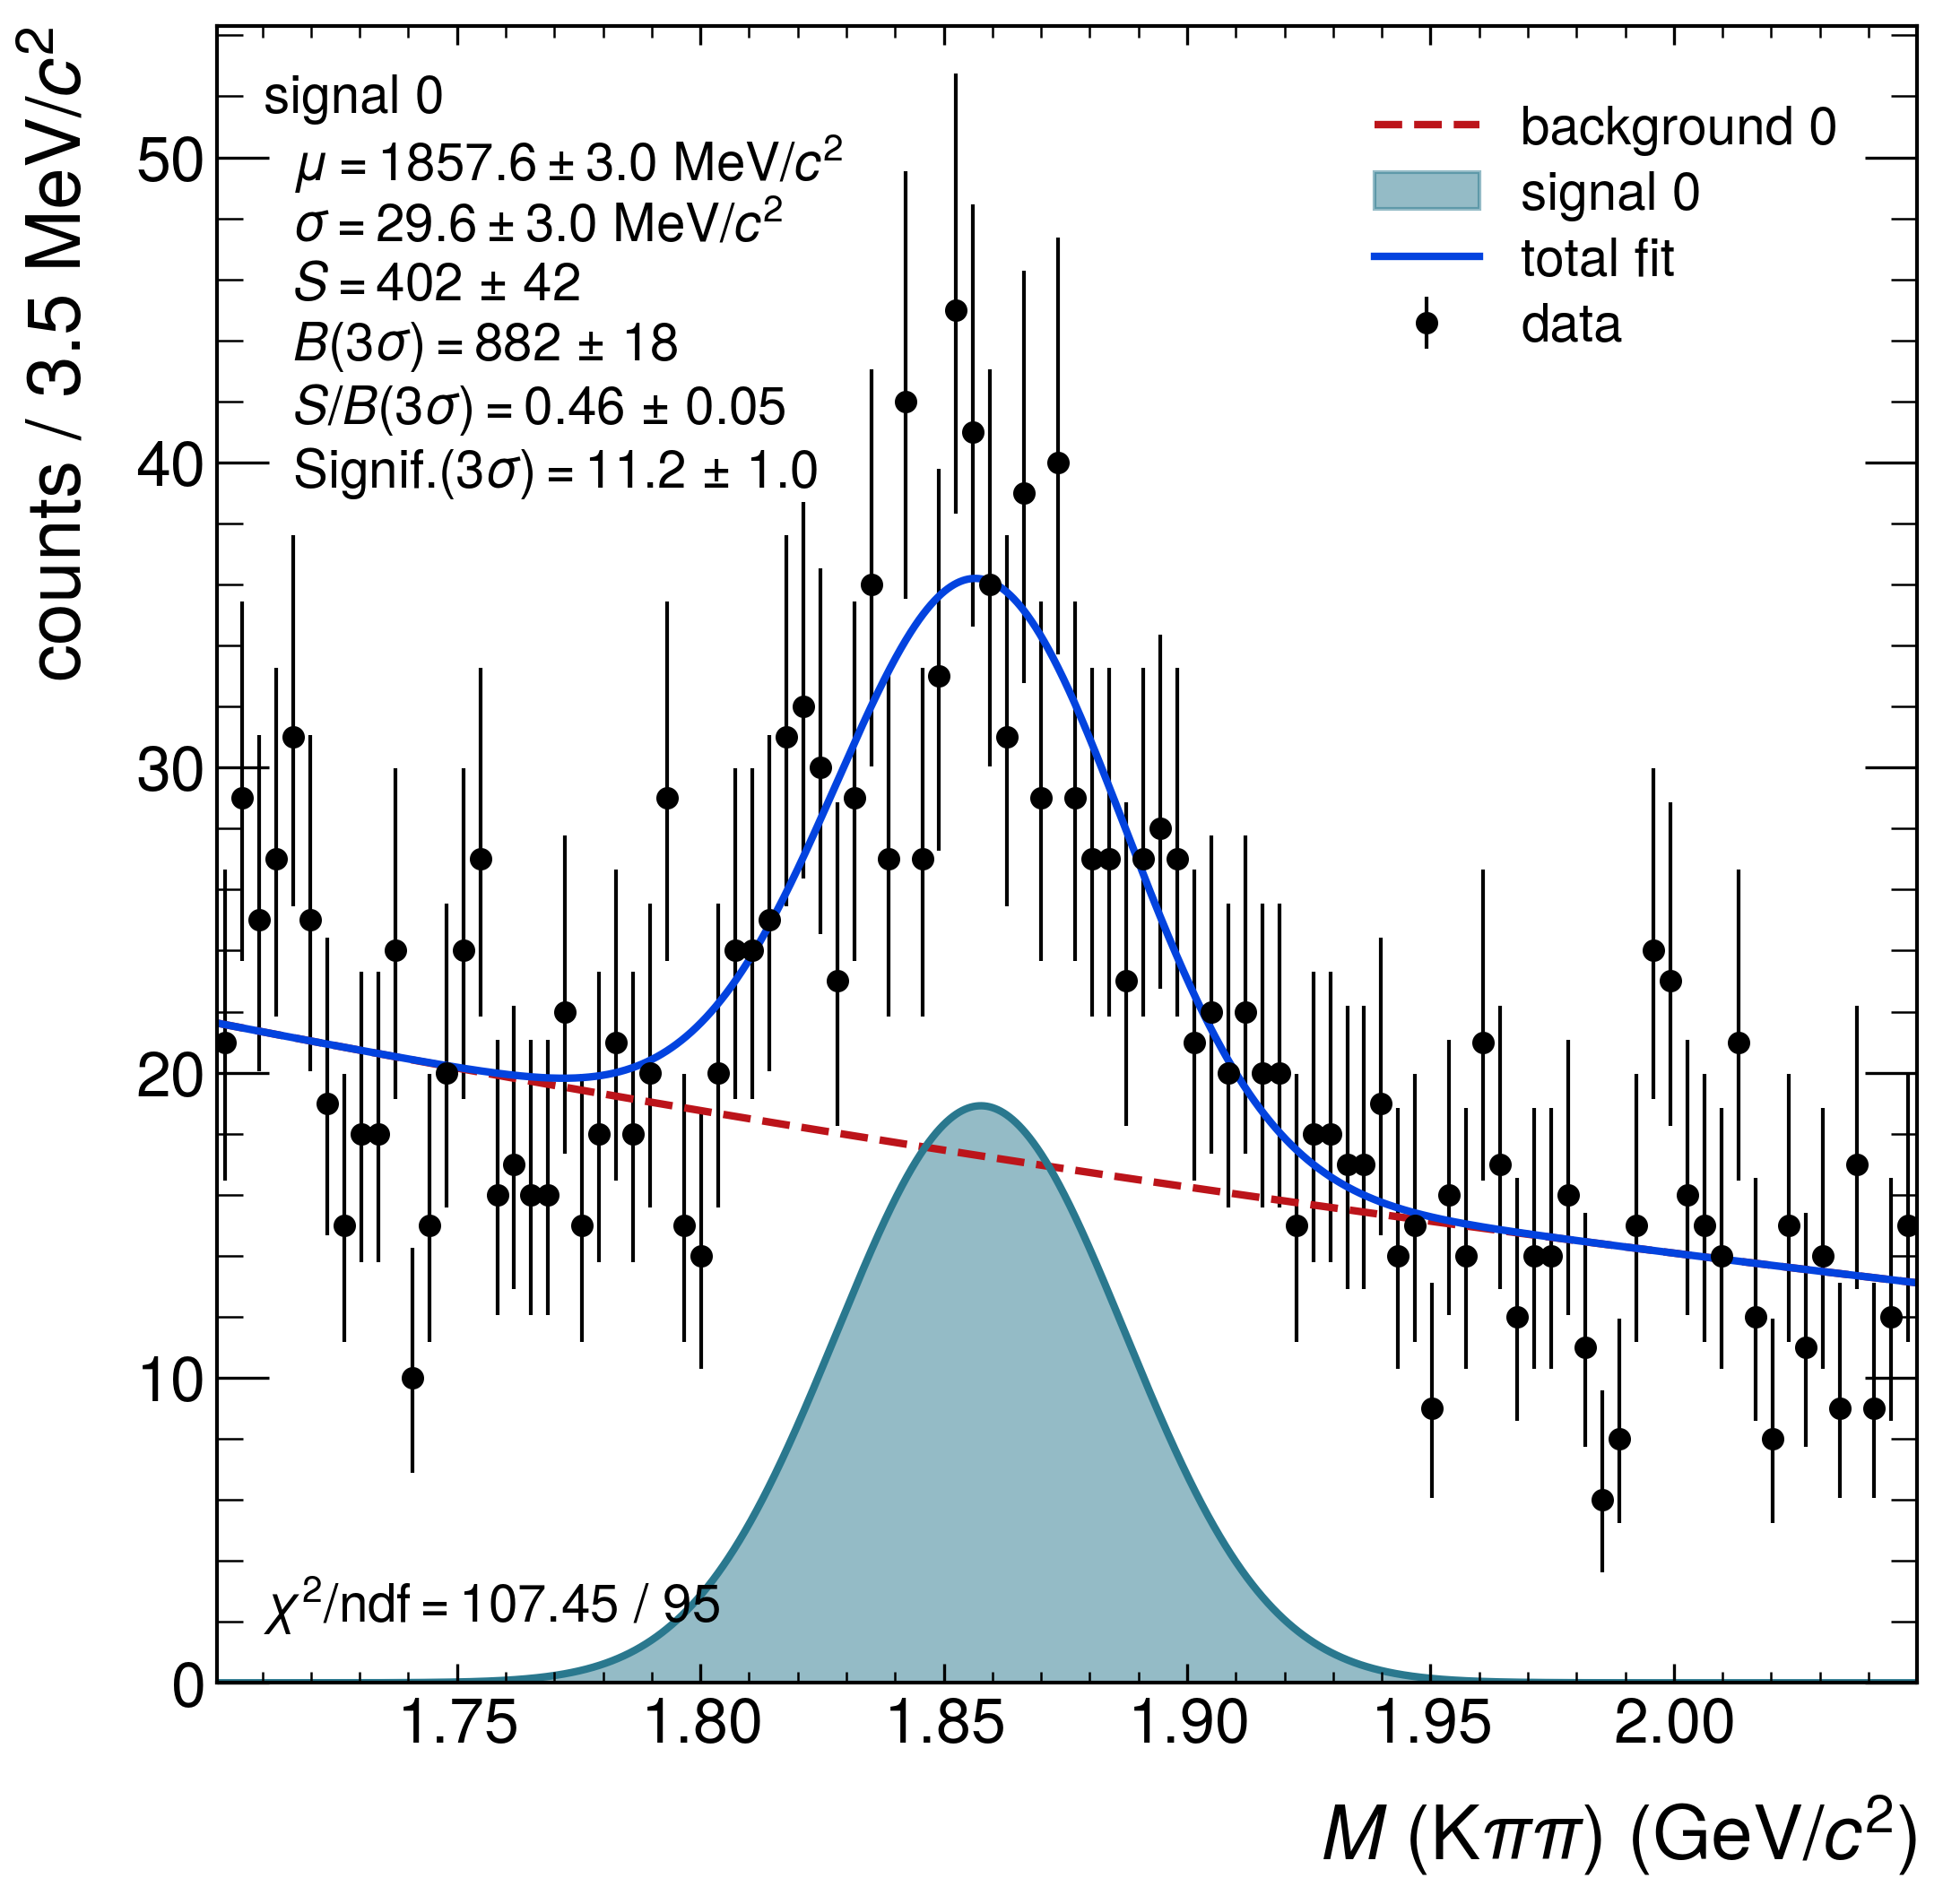 counts / 3.5 MeV/c²
signal 0
μ = 1857.6 ± 3.0 MeV/c²
σ = 29.6 ± 3.0 MeV/c²
S = 402 ± 42
B(3σ) = 882 ± 18
S/B(3σ) = 0.46 ± 0.05
Signif.(3σ) = 11.2 ± 1.0
background 0
signal 0
total fit
data
50
40
30
20
10
0
χ²/ndf = 107.45 / 95
1.75 1.80 1.85 1.90 1.95 2.00
M (Kππ) (GeV/c²)